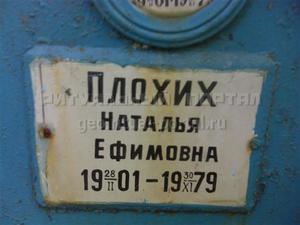 ПЛОХИХ
НАТАЛЬЯ
ЕФИМОВНА
19 28/II 01 – 19 30/XI 79